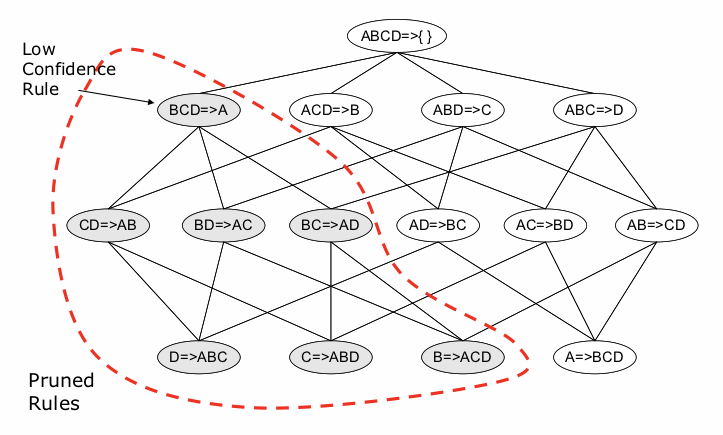 ABCD=>{ }
Low
Confidence
Rule
BCD=>A
ACD=>B
ABD=>C
ABC=>D
CD=>AB
BD=>AC
BC=>AD
AD=>BC
AC=>BD
AB=>CD
D=>ABC
C=>ABD
B=>ACD
A=>BCD
Pruned
Rules